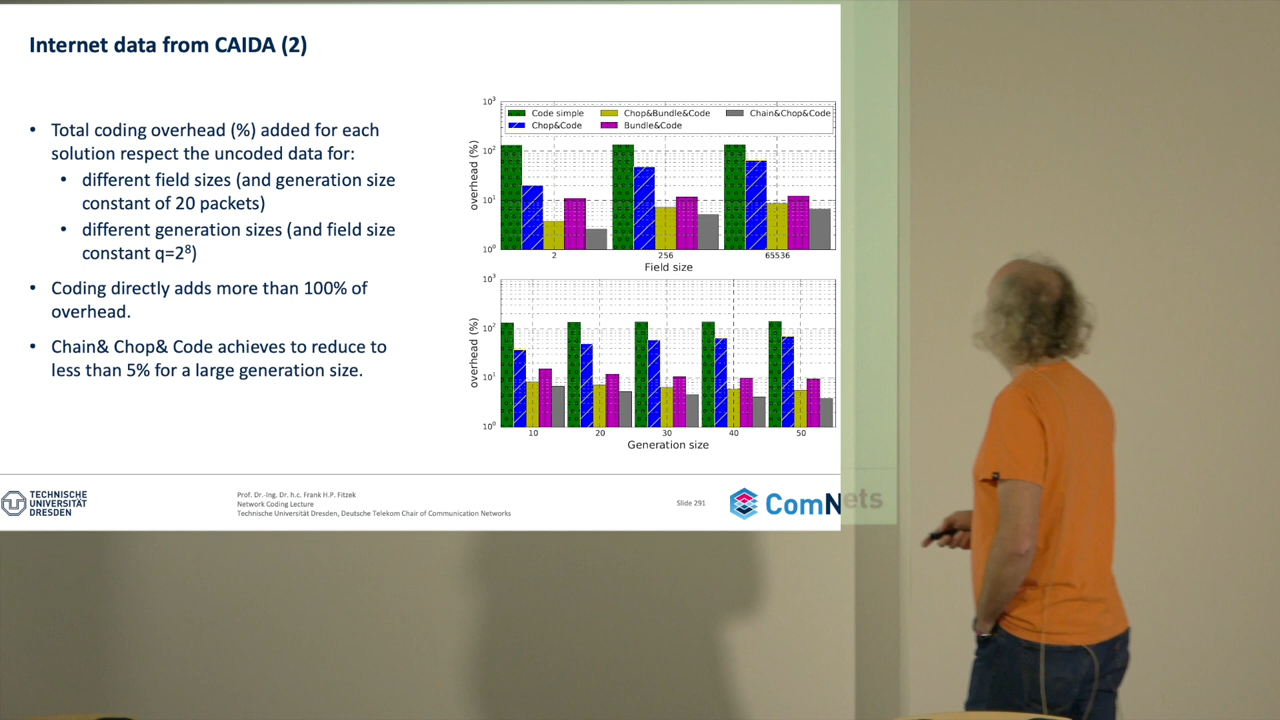 Internet data from CAIDA (2)
• Total coding overhead (%) added for each
solution respect the uncoded data for:
• different field sizes (and generation size
constant of 20 packets)
• different generation sizes (and field size
constant q=2⁸)
• Coding directly adds more than 100% of
overhead.
• Chain& Chop& Code achieves to reduce to
less than 5% for a large generation size.
10³
10²
10¹
10⁰
overhead (%)
Code simple
Chop&Code
Chop&Bundle&Code
Bundle&Code
Chain&Chop&Code
2
256
65536
Field size
10³
10²
10¹
10⁰
overhead (%)
10
20
30
40
50
Generation size
TECHNISCHE
UNIVERSITÄT
DRESDEN
Prof. Dr.-Ing. Dr. h.c. Frank H.P. Fitzek
Network Coding Lecture
Technische Universität Dresden, Deutsche Telekom Chair of Communication Networks
Slide 291
ComNets